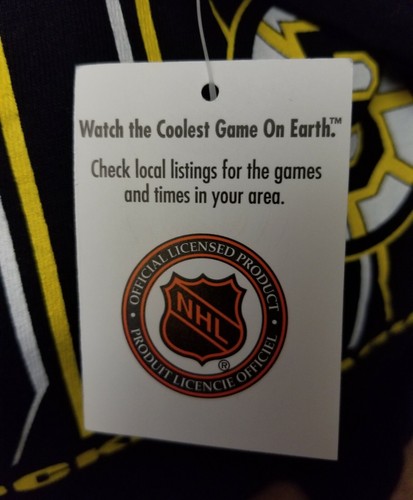 Watch the Coolest Game On Earth.™
Check local listings for the games
and times in your area.
OFFICIAL LICENSED PRODUCT
NHL
®
• PRODUIT LICENCIE OFFICIEL •